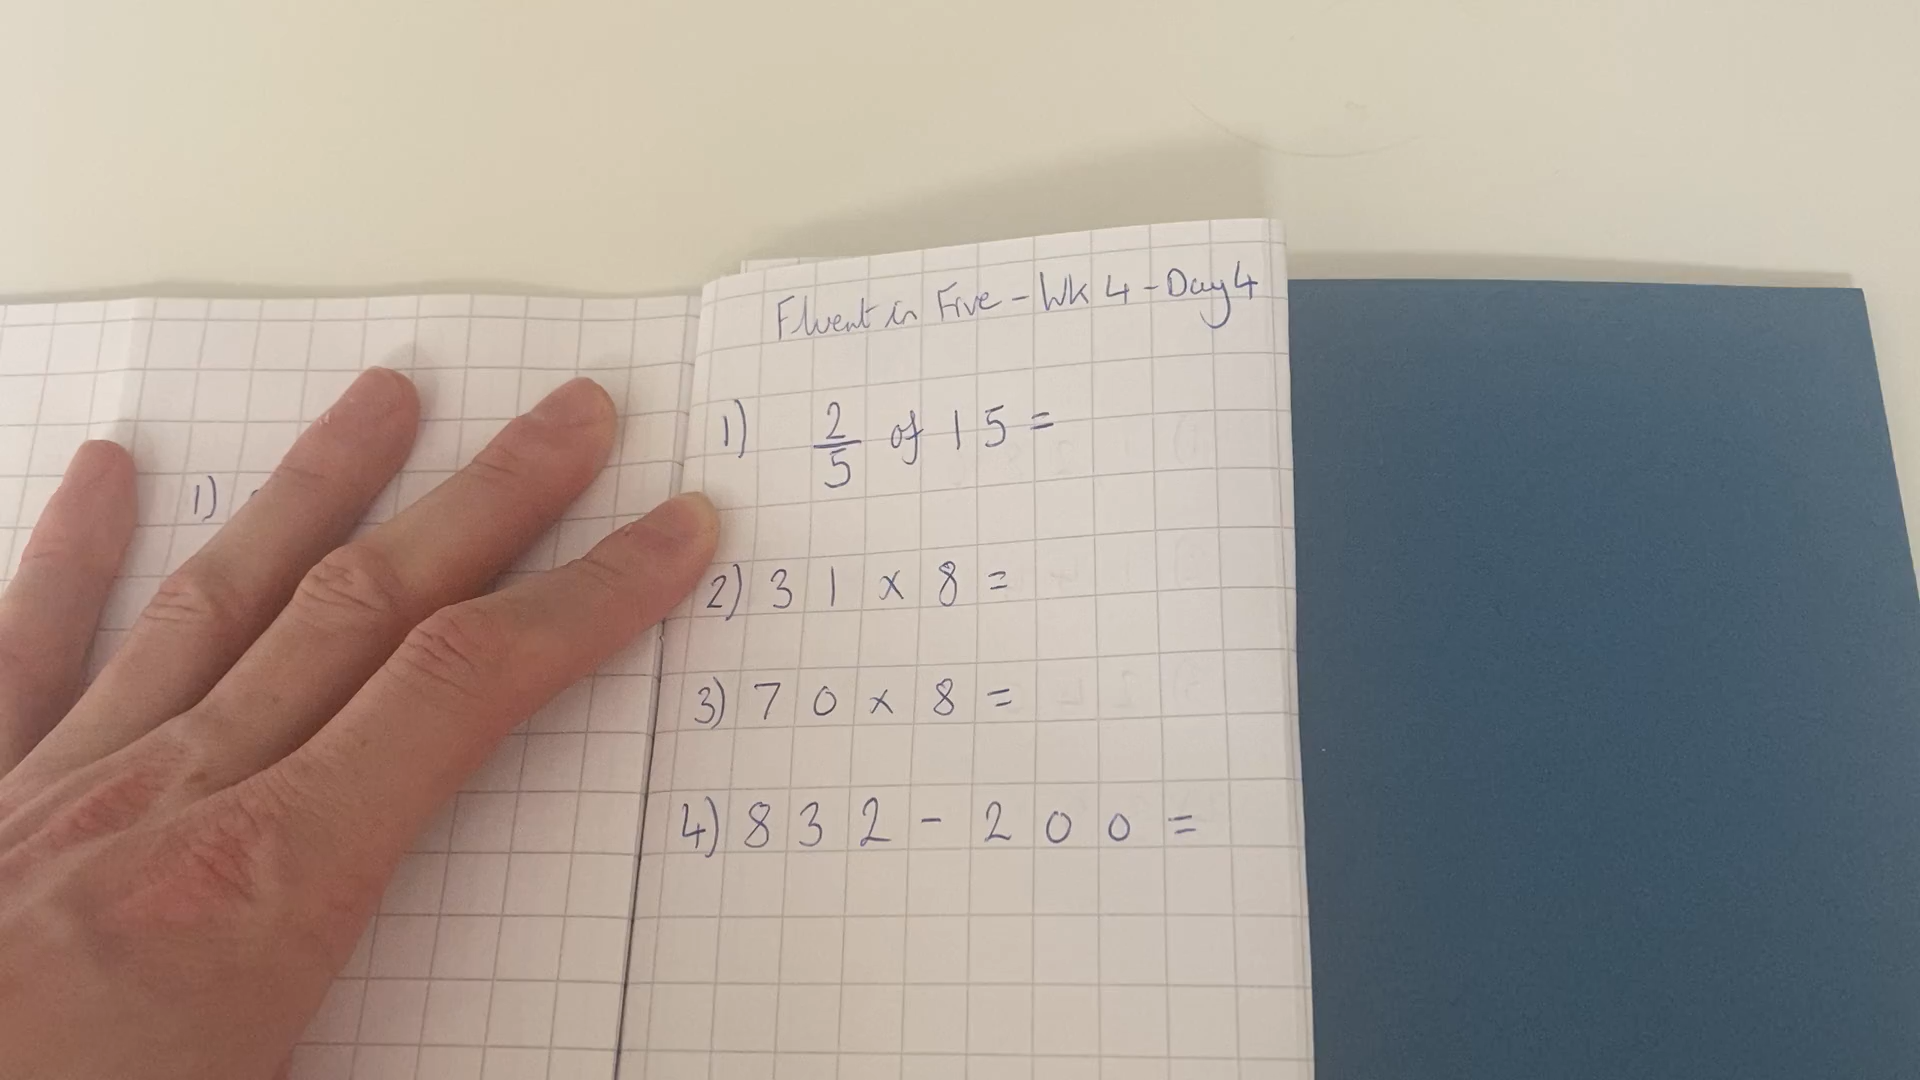 Fluent in Five - Wk 4 - Day 4
1) 2/5 of 15 =
1)
2) 31 x 8 =
3) 70 x 8 =
4) 832 - 200 =